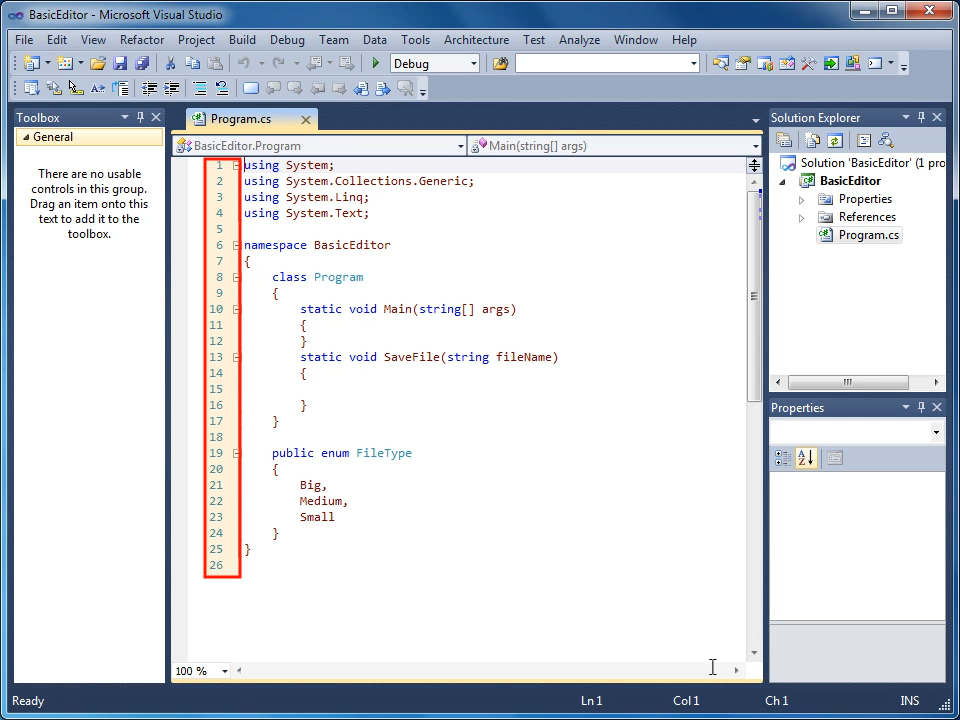 BasicEditor - Microsoft Visual Studio
File Edit View Refactor Project Build Debug Team Data Tools Architecture Test Analyze Window Help
Debug
Toolbox
General
There are no usable
controls in this group.
Drag an item onto this
text to add it to the
toolbox.
Program.cs
BasicEditor.Program
Main(string[] args)
1 using System;
2 using System.Collections.Generic;
3 using System.Linq;
4 using System.Text;
5
6 namespace BasicEditor
7 {
8 class Program
9 {
10 static void Main(string[] args)
11 {
12 }
13 static void SaveFile(string fileName)
14 {
15
16 }
17 }
18
19 public enum FileType
20 {
21 Big,
22 Medium,
23 Small
24 }
25 }
26
100 %
Solution Explorer
Solution 'BasicEditor' (1 pro
BasicEditor
Properties
References
Program.cs
Properties
Ready
Ln 1
Col 1
Ch 1
INS